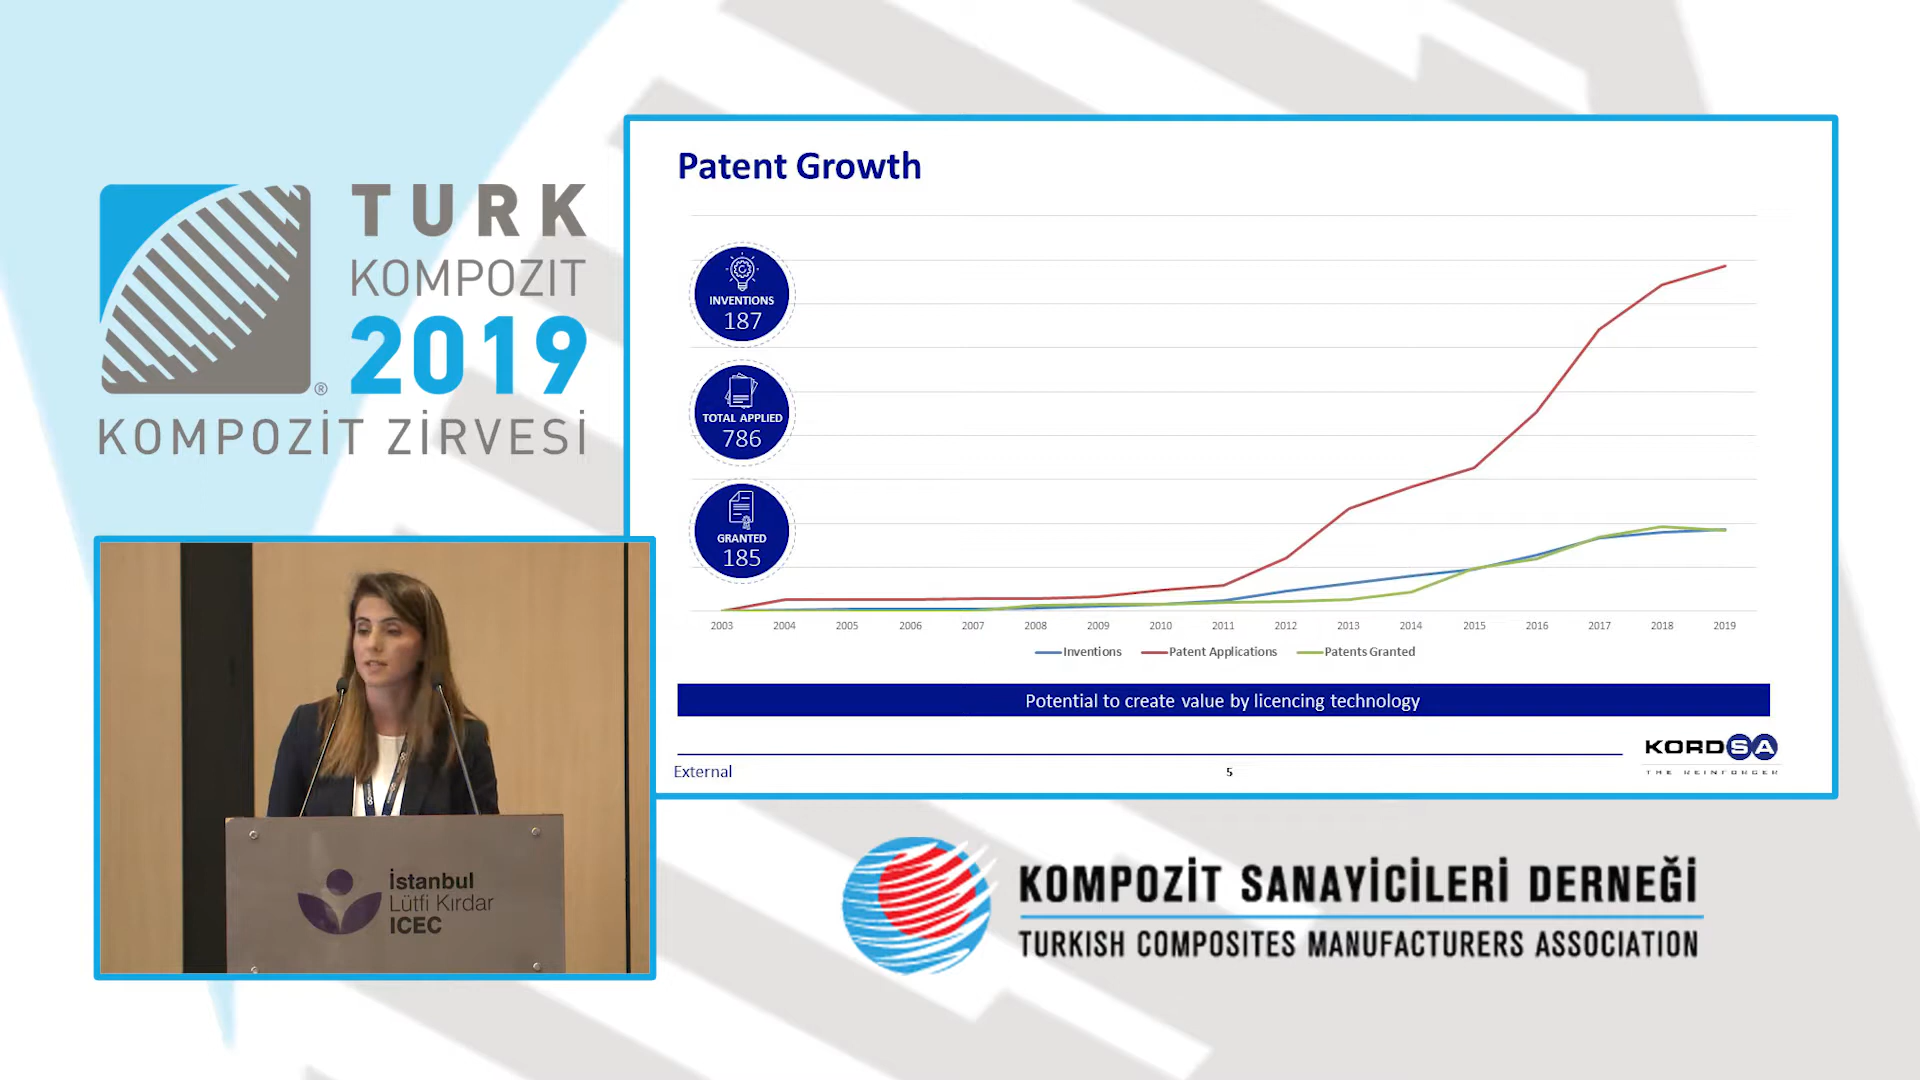 TURK
KOMPOZIT
2019
KOMPOZİT ZİRVESİ
®
Patent Growth
INVENTIONS
187
TOTAL APPLIED
786
GRANTED
185
2003 2004 2005 2006 2007 2008 2009 2010 2011 2012 2013 2014 2015 2016 2017 2018 2019
Inventions Patent Applications Patents Granted
Potential to create value by licencing technology
External
5
KORDSA
THE REINFORCER
İstanbul
Lütfi Kırdar
ICEC
KOMPOZİT SANAYİCİLERİ DERNEĞİ
TURKISH COMPOSITES MANUFACTURERS ASSOCIATION